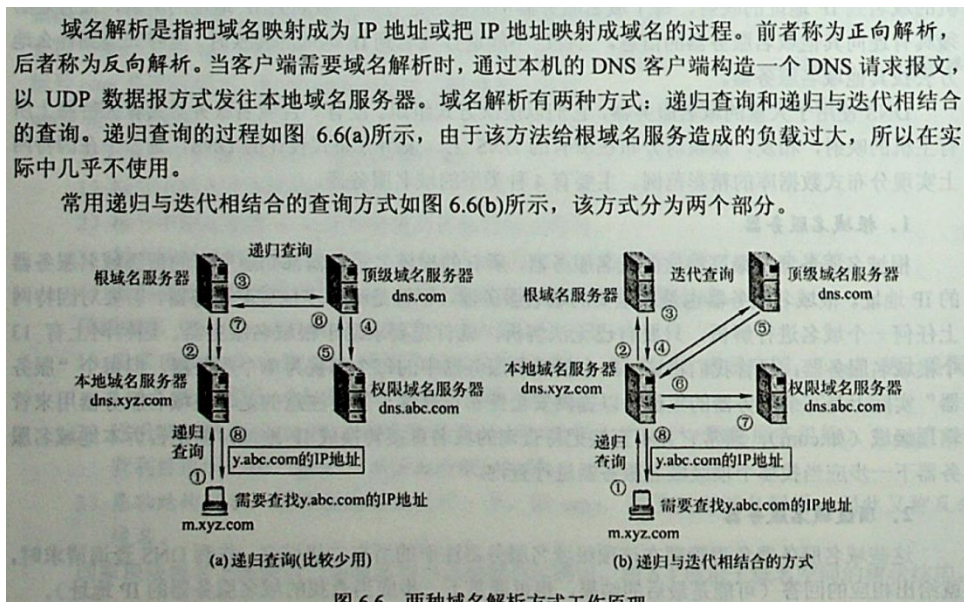 域名解析是指把域名映射成为 IP 地址或把 IP 地址映射成域名的过程。前者称为正向解析，
后者称为反向解析。当客户端需要域名解析时，通过本机的 DNS 客户端构造一个 DNS 请求报文，
以 UDP 数据报方式发往本地域名服务器。域名解析有两种方式：递归查询和递归与迭代相结合
的查询。递归查询的过程如图 6.6(a)所示，由于该方法给根域名服务造成的负载过大，所以在实
际中几乎不使用。
常用递归与迭代相结合的查询方式如图 6.6(b)所示，该方式分为两个部分。
递归查询
根域名服务器
③
顶级域名服务器
dns.com
⑦
⑥
④
②
⑤
本地域名服务器
dns.xyz.com
权限域名服务器
dns.abc.com
递归
查询
⑧
y.abc.com的IP地址
①
需要查找y.abc.com的IP地址
m.xyz.com
(a) 递归查询(比较少用)
迭代查询
根域名服务器
顶级域名服务器
dns.com
③
⑤
②
④
本地域名服务器
dns.xyz.com
⑥
权限域名服务器
dns.abc.com
⑦
递归
查询
⑧
y.abc.com的IP地址
①
需要查找y.abc.com的IP地址
m.xyz.com
(b) 递归与迭代相结合的方式
图 6.6 两种域名解析方式工作原理